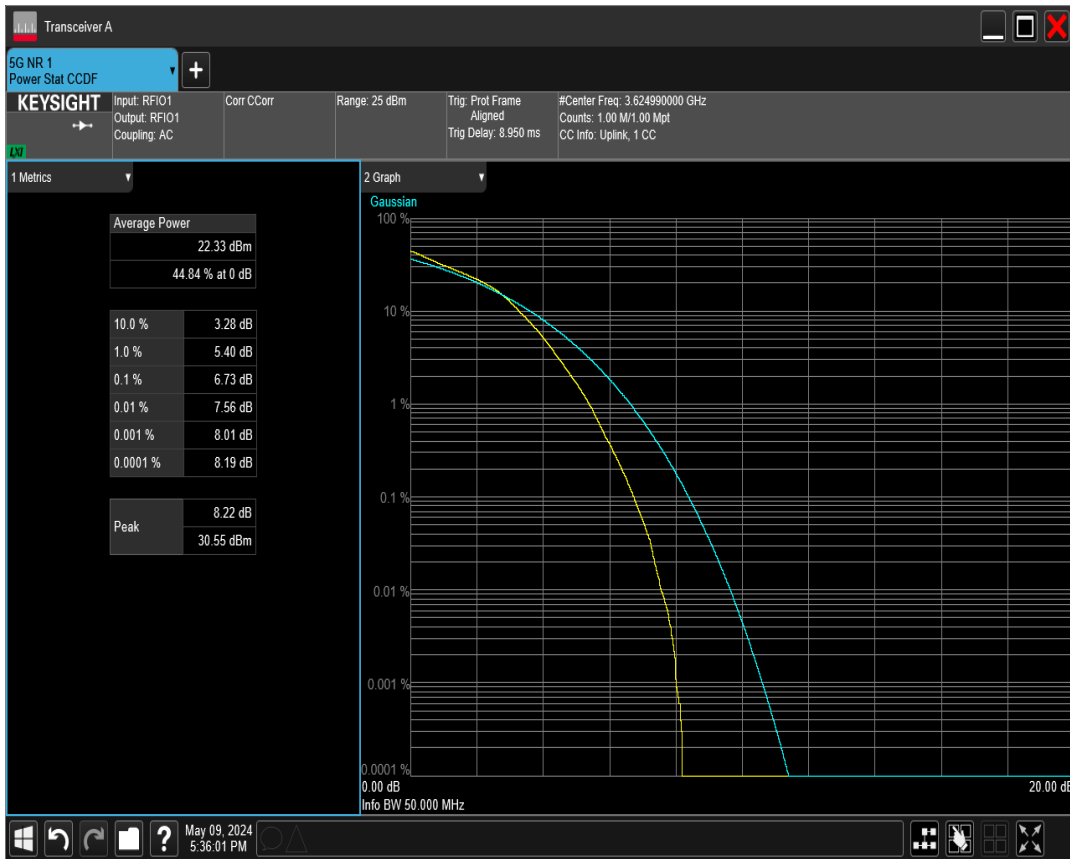 Transceiver A
5G NR 1
Power Stat CCDF
KEYSIGHT
LXI
Input: RFIO1
Output: RFIO1
Coupling: AC
Corr CCorr
Range: 25 dBm
Trig: Prot Frame
Aligned
Trig Delay: 8.950 ms
#Center Freq: 3.624990000 GHz
Counts: 1.00 M/1.00 Mpt
CC Info: Uplink, 1 CC
1 Metrics
Average Power
22.33 dBm
44.84 % at 0 dB
10.0 % 3.28 dB
1.0 % 5.40 dB
0.1 % 6.73 dB
0.01 % 7.56 dB
0.001 % 8.01 dB
0.0001 % 8.19 dB
Peak 8.22 dB
30.55 dBm
2 Graph
Gaussian
100 %
10 %
1 %
0.1 %
0.01 %
0.001 %
0.0001 %
0.00 dB 20.00 dB
Info BW 50.000 MHz
? May 09, 2024
5:36:01 PM